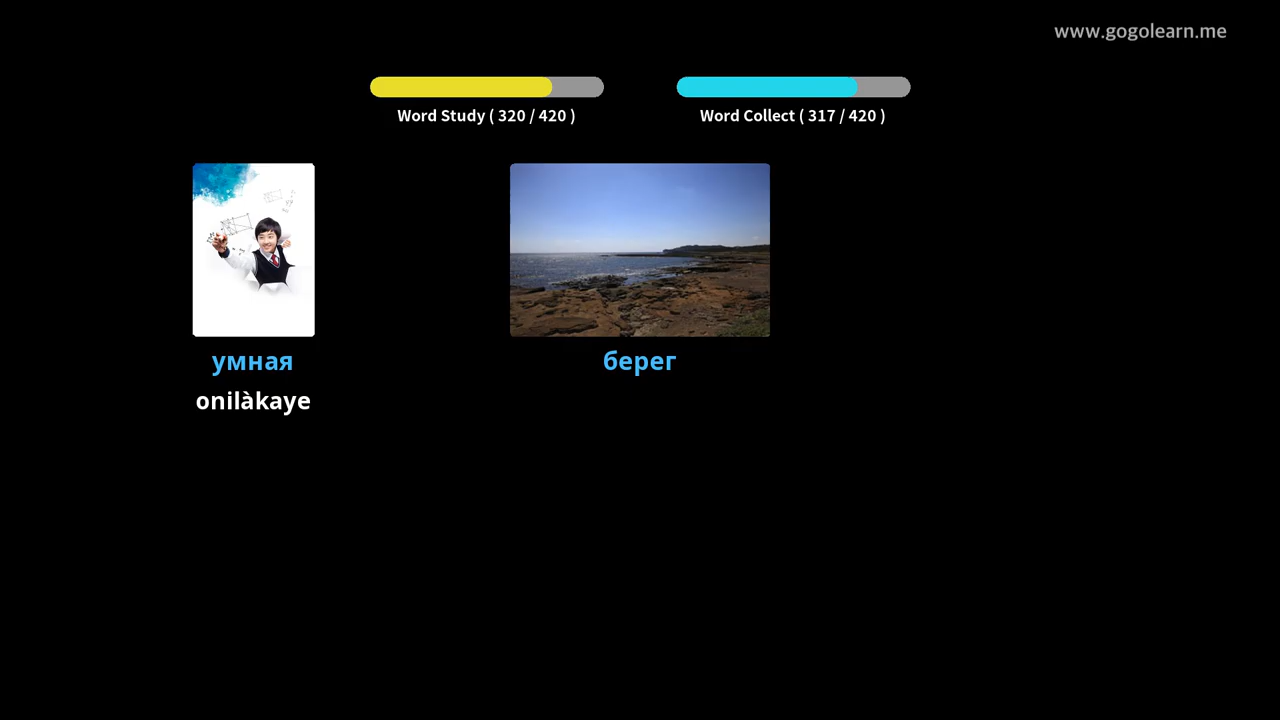 www.gogolearn.me
Word Study ( 320 / 420 )
Word Collect ( 317 / 420 )
умная
берег
onilàkaye